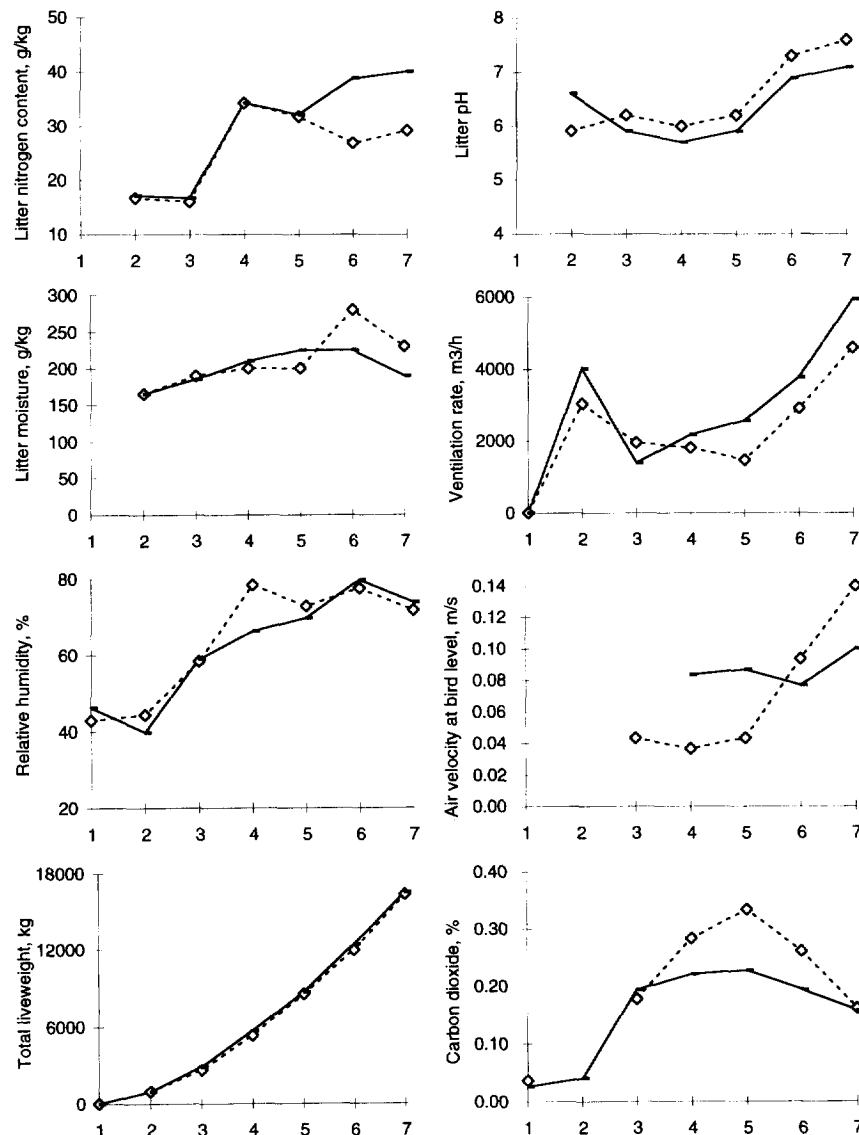 Litter nitrogen content, g/kg
50
40
30
20
10
1 2 3 4 5 6 7
Litter pH
8
7
6
5
4
1 2 3 4 5 6 7
Litter moisture, g/kg
300
250
200
150
100
50
0
1 2 3 4 5 6 7
Ventilation rate, m3/h
6000
4000
2000
0
1 2 3 4 5 6 7
Relative humidity, %
80
60
40
20
1 2 3 4 5 6 7
Air velocity at bird level, m/s
0.14
0.12
0.10
0.08
0.06
0.04
0.02
0.00
1 2 3 4 5 6 7
Total liveweight, kg
18000
12000
6000
0
1 2 3 4 5 6 7
Carbon dioxide, %
0.40
0.30
0.20
0.10
0.00
1 2 3 4 5 6 7